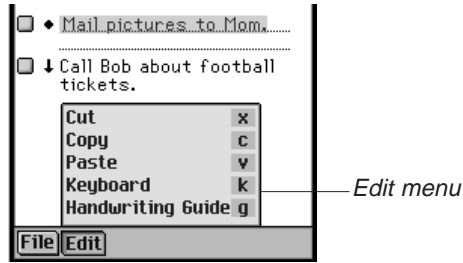 Mail pictures to Mom.
Call Bob about football
tickets.
Cut x
Copy c
Paste v
Keyboard k
Handwriting Guide g
Edit menu
File Edit